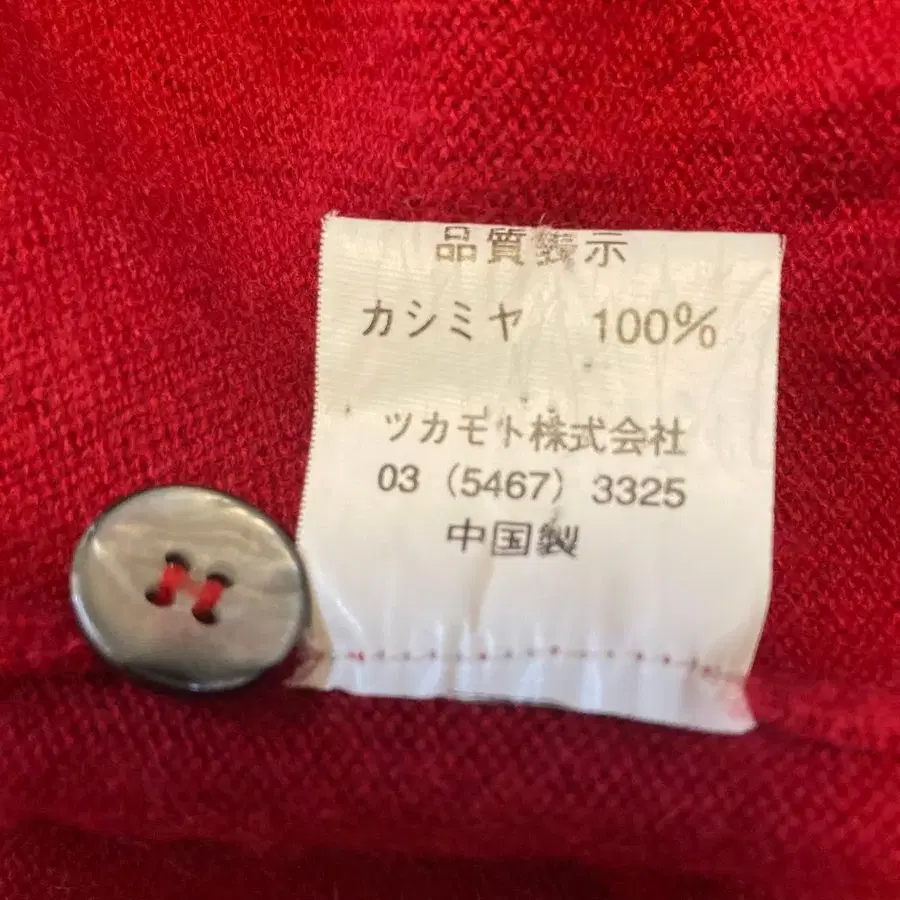 品質表示
カシミヤ 100%
ツカモト株式会社
03 (5467) 3325
中国製